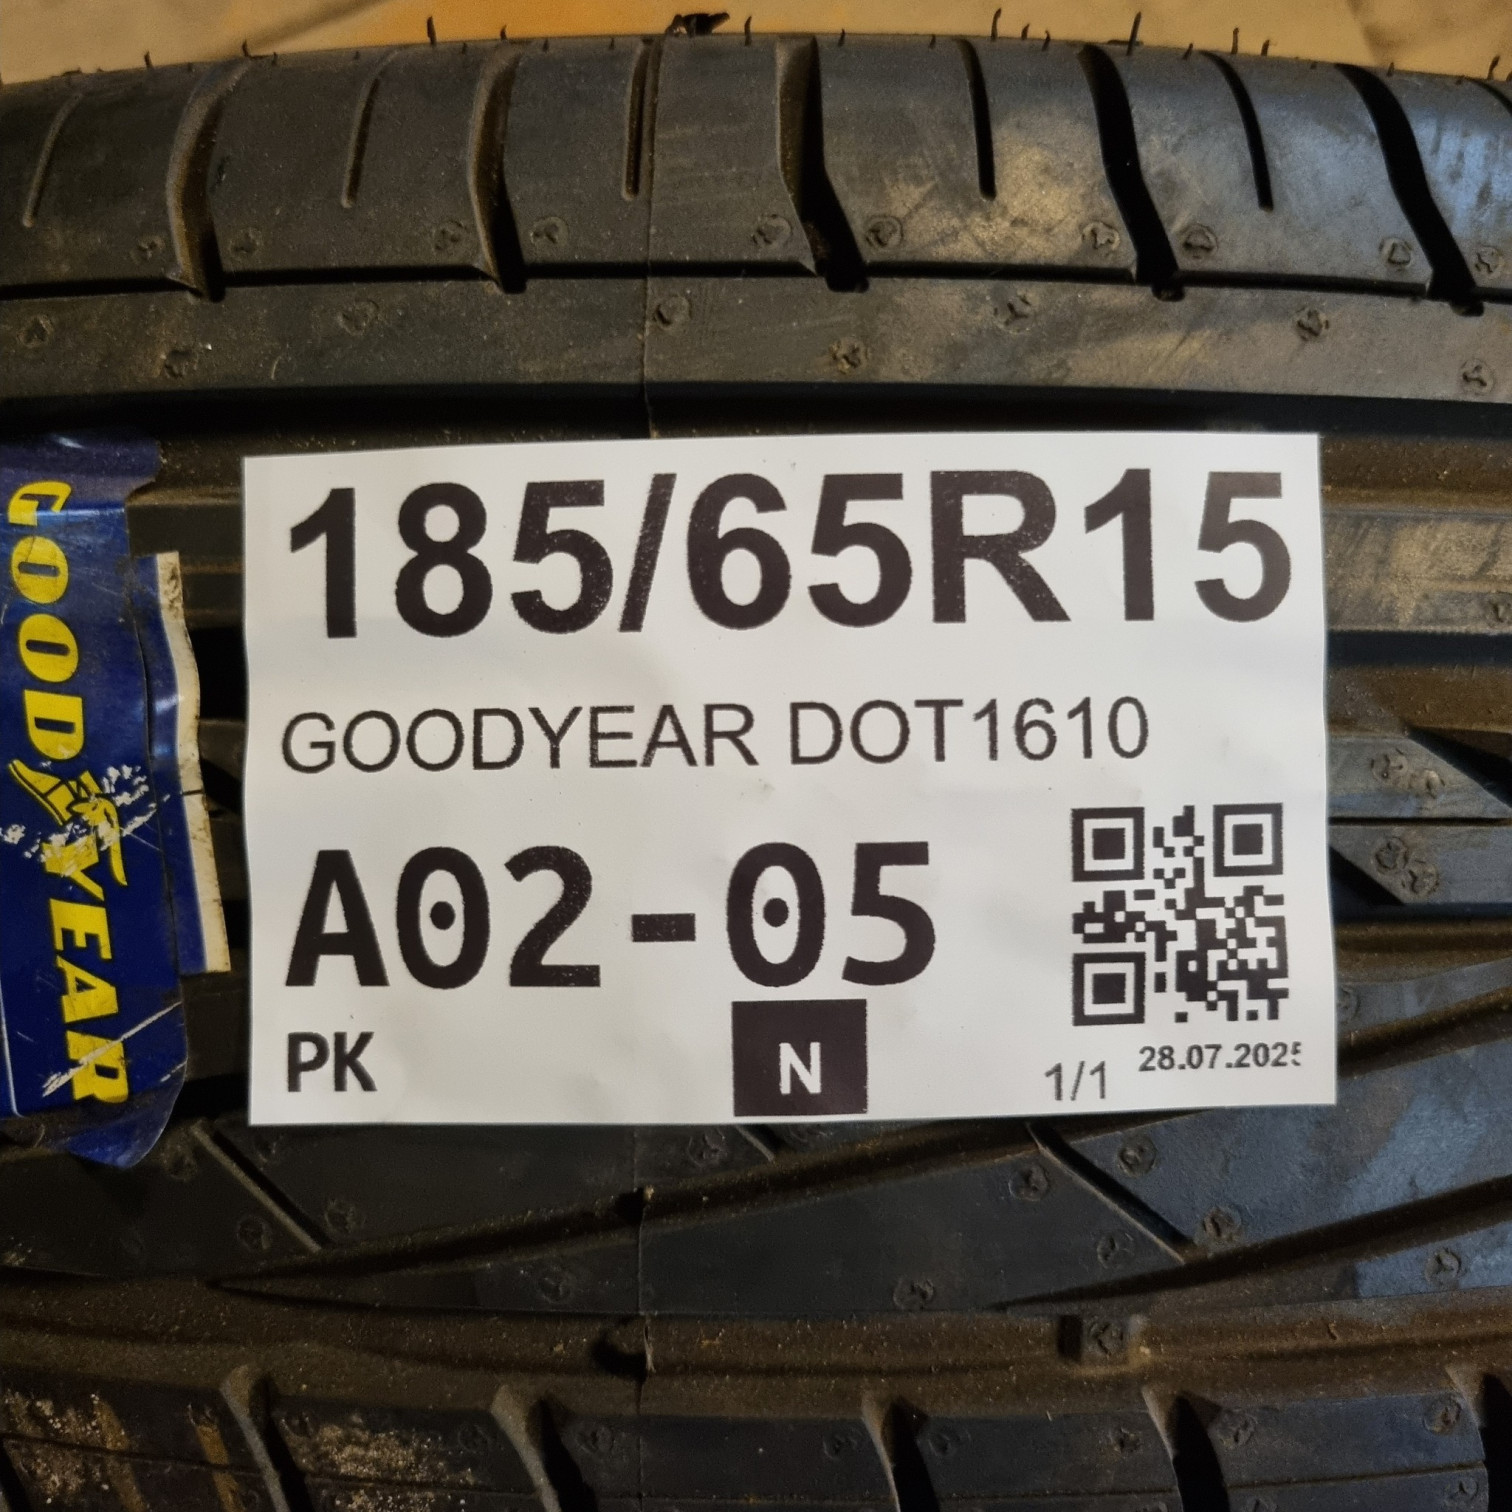 GOODYEAR
185/65R15
GOODYEAR DOT1610
A02-05
PK
N
1/1
28.07.2025